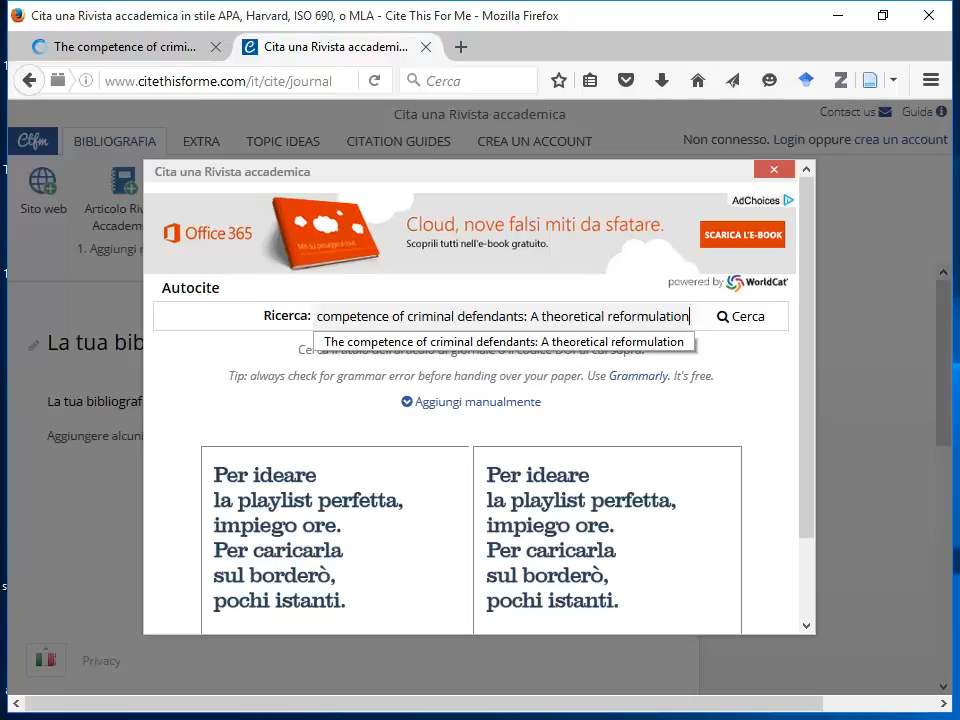 Cita una Rivista accademica in stile APA, Harvard, ISO 690, o MLA - Cite This For Me - Mozilla Firefox
The competence of crimi...
Cita una Rivista accademi...
www.citethisforme.com/it/cite/journal
Cerca
Cita una Rivista accademica
Contact us
Guida
Ctfm
BIBLIOGRAFIA
EXTRA
TOPIC IDEAS
CITATION GUIDES
CREA UN ACCOUNT
Non connesso. Login oppure crea un account
Sito web
Articolo Riv
Accadem
1. Aggiungi r
Cita una Rivista accademica
AdChoices
Office 365
Cloud, nove falsi miti da sfatare.
Scoprili tutti nell'e-book gratuito.
SCARICA L'E-BOOK
powered by WorldCat
Autocite
Ricerca: competence of criminal defendants: A theoretical reformulation
Cerca
The competence of criminal defendants: A theoretical reformulation
Tip: always check for grammar error before handing over your paper. Use Grammarly. It's free.
Aggiungi manualmente
La tua bib
La tua bibliograf
Aggiungere alcuni
Per ideare
la playlist perfetta,
impiego ore.
Per caricarla
sul borderò,
pochi istanti.
Per ideare
la playlist perfetta,
impiego ore.
Per caricarla
sul borderò,
pochi istanti.
Privacy